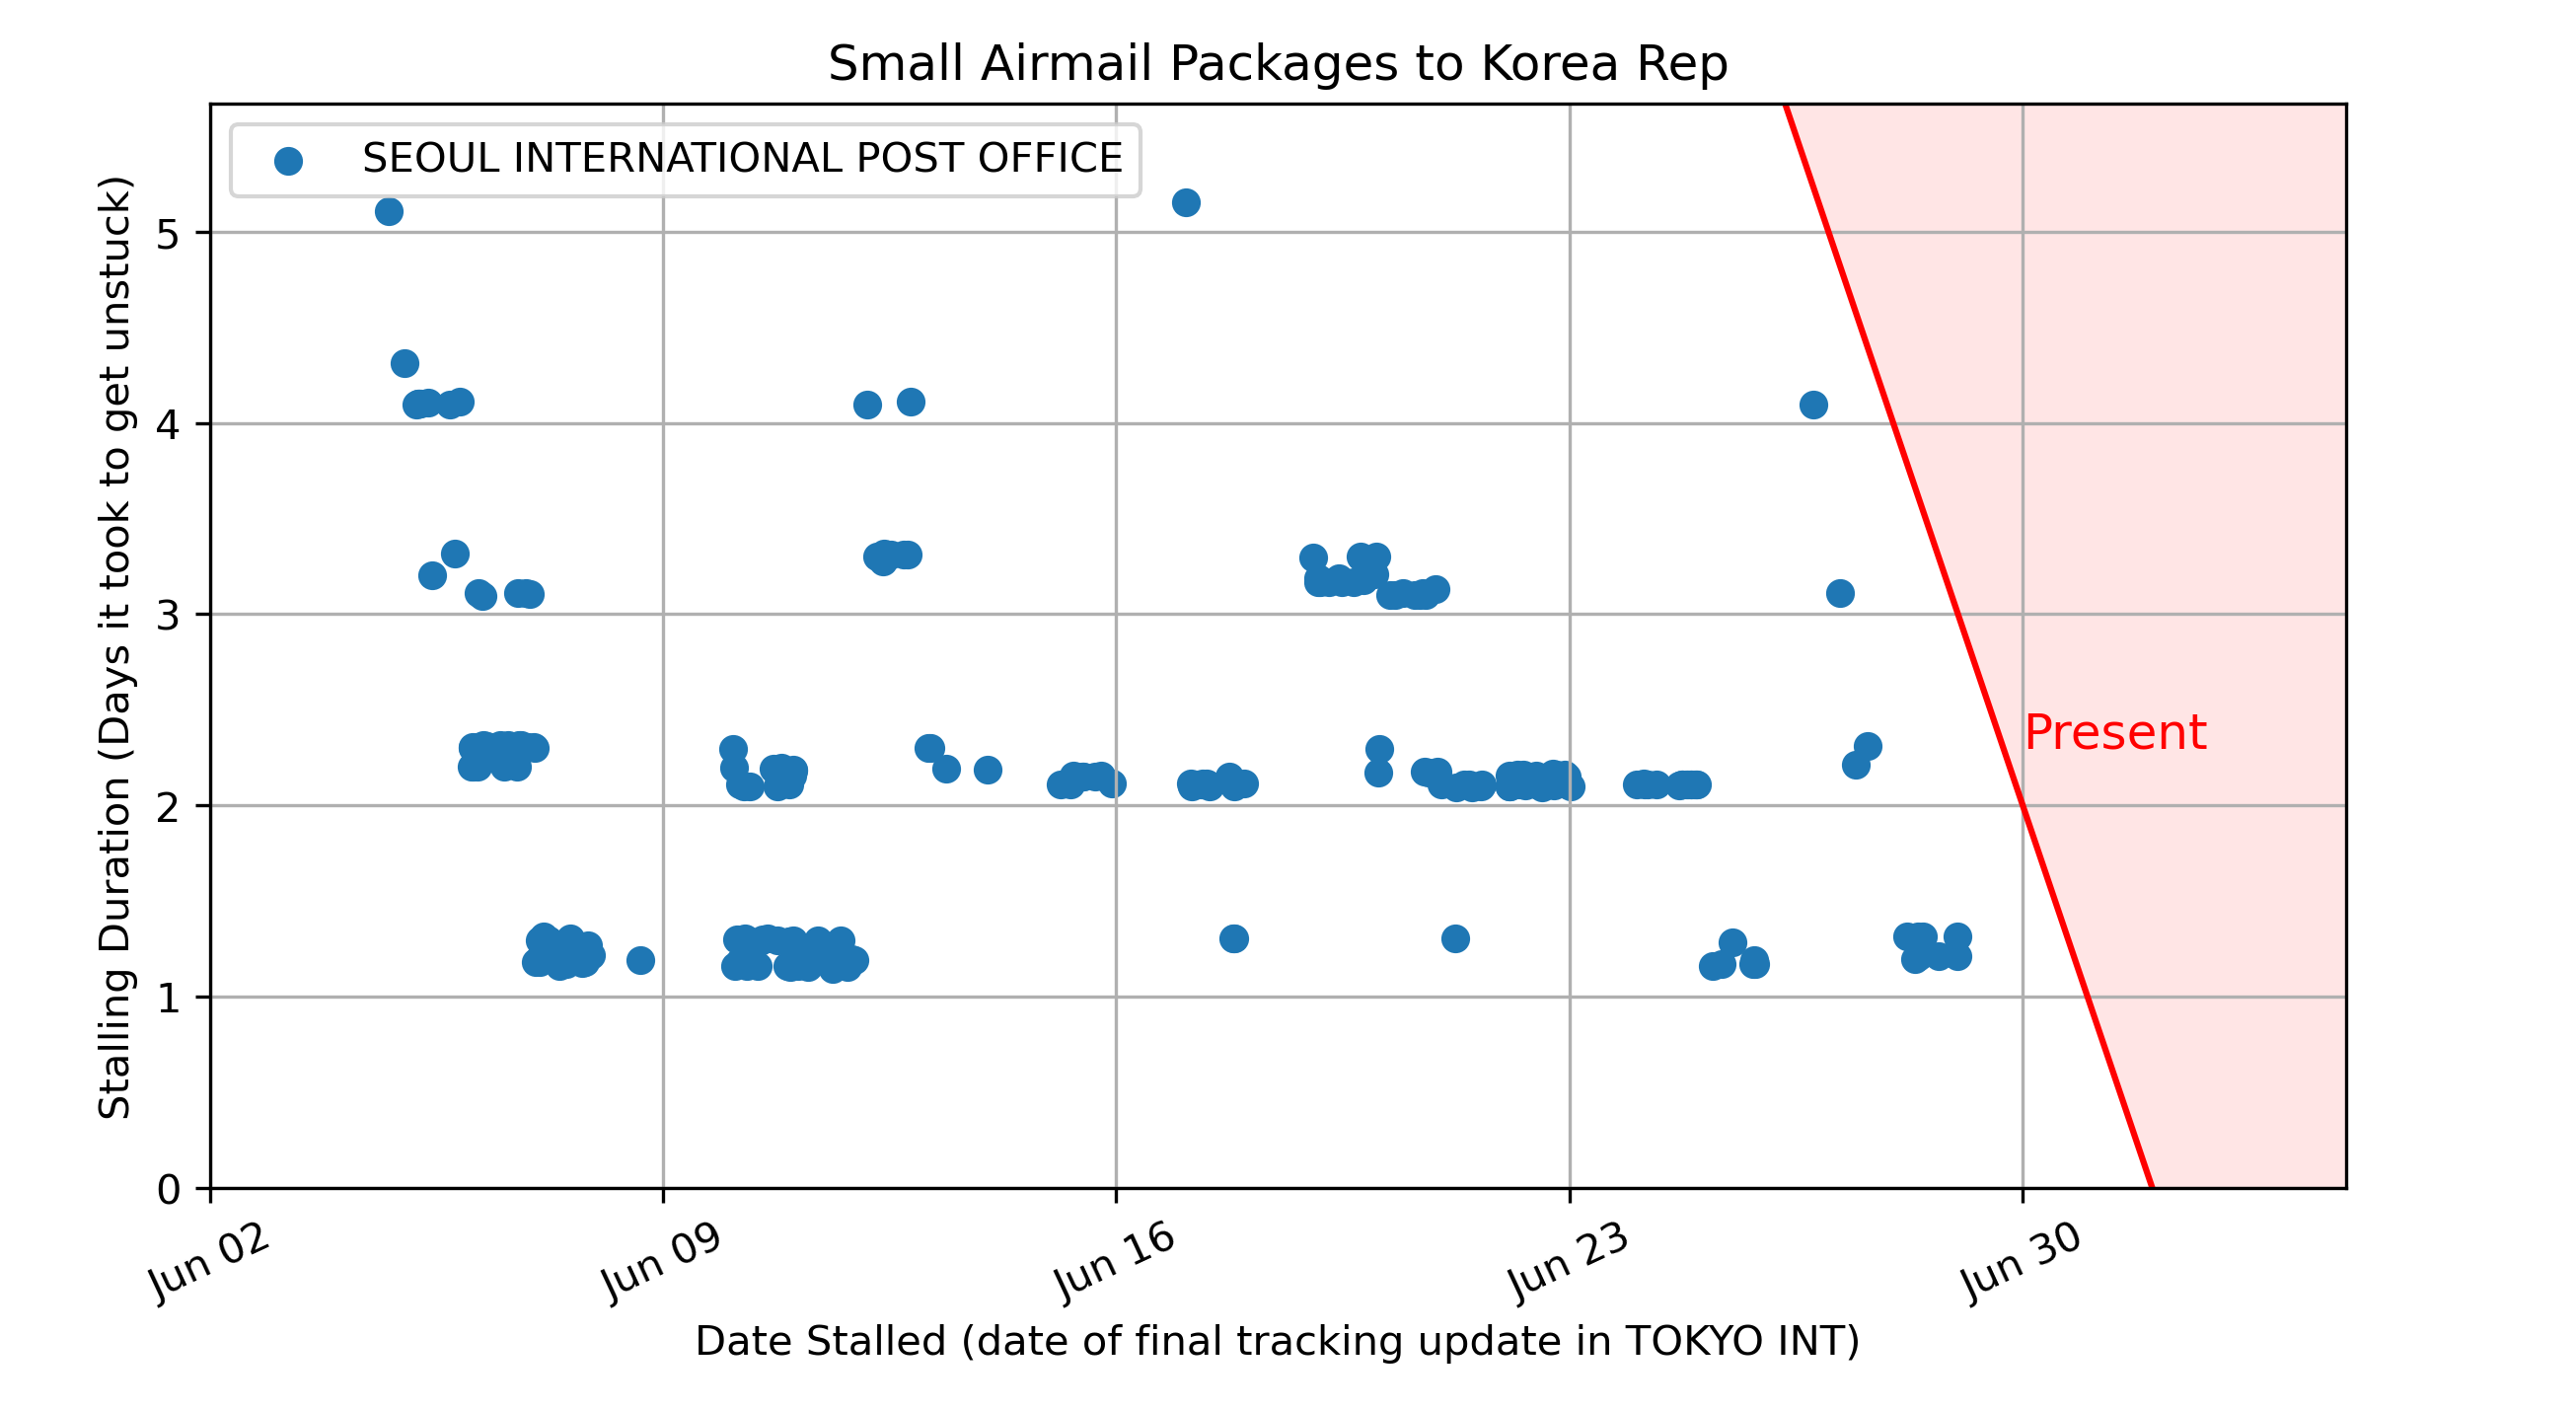 Small Airmail Packages to Korea Rep
SEOUL INTERNATIONAL POST OFFICE
Stalling Duration (Days it took to get unstuck)
5
4
3
2
1
0
Present
Jun 02
Jun 09
Jun 16
Jun 23
Jun 30
Date Stalled (date of final tracking update in TOKYO INT)